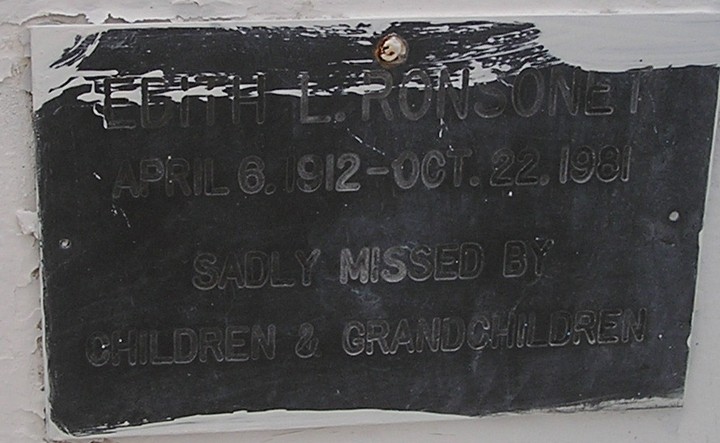 EDITH L. RONSONET
APRIL 6, 1912-OCT. 22, 1981
SADLY MISSED BY
CHILDREN & GRANDCHILDREN